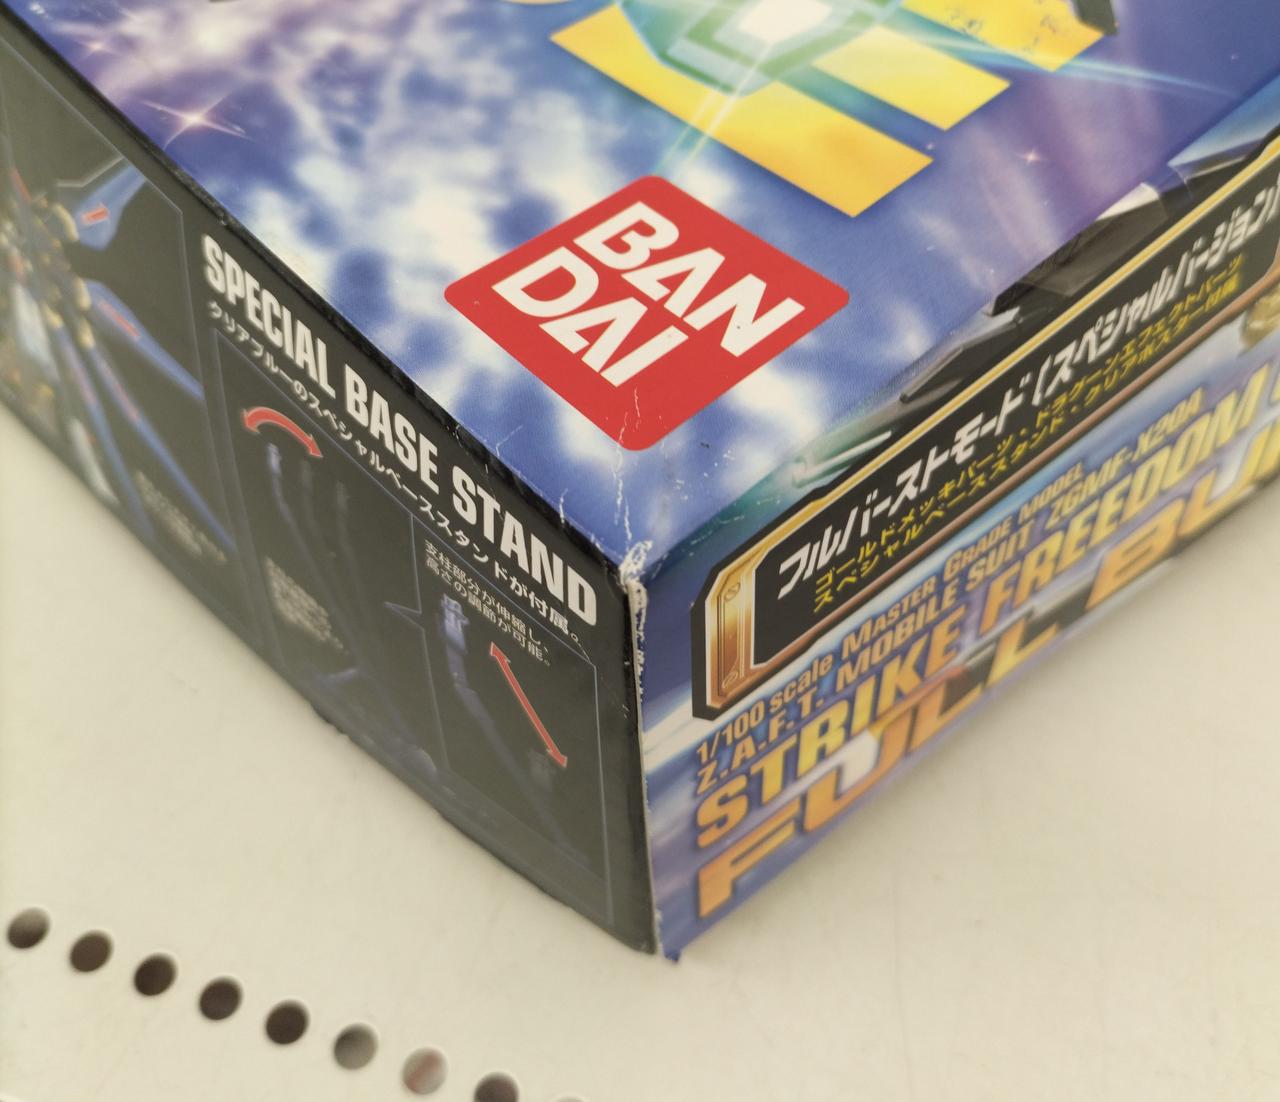 BAN
DAI
SPECIAL BASE STAND
クリアブルーのスペシャルベーススタンドが付属。
支柱部分が伸縮し、
高さの調節が可能。
フルバーストモード(スペシャルバージョン)
ゴールドメッキパーツ・ドラグーンエフェクトパーツ
スペシャルベーススタンド・クリアポスター付属
1/100 scale MASTER GRADE MODEL
Z.A.F.T. MOBILE SUIT ZGMF-X20A
STRIKE FREEDOM
FULL BU